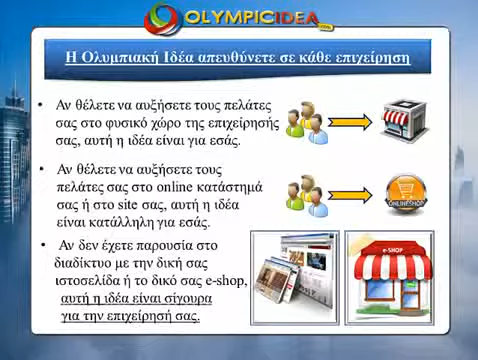 OLYMPICIDEA.com
Η Ολυμπιακή Ιδέα απευθύνετε σε κάθε επιχείρηση
• Αν θέλετε να αυξήσετε τους πελάτες
σας στο φυσικό χώρο της επιχείρησής
σας, αυτή η ιδέα είναι για εσάς.
• Αν θέλετε να αυξήσετε τους
πελάτες σας στο online κατάστημά
σας ή στο site σας, αυτή η ιδέα
είναι κατάλληλη για εσάς.
ONLINESHOP
• Αν δεν έχετε παρουσία στο
διαδίκτυο με την δική σας
ιστοσελίδα ή το δικό σας e-shop,
αυτή η ιδέα είναι σίγουρα
για την επιχείρησή σας.
e-SHOP